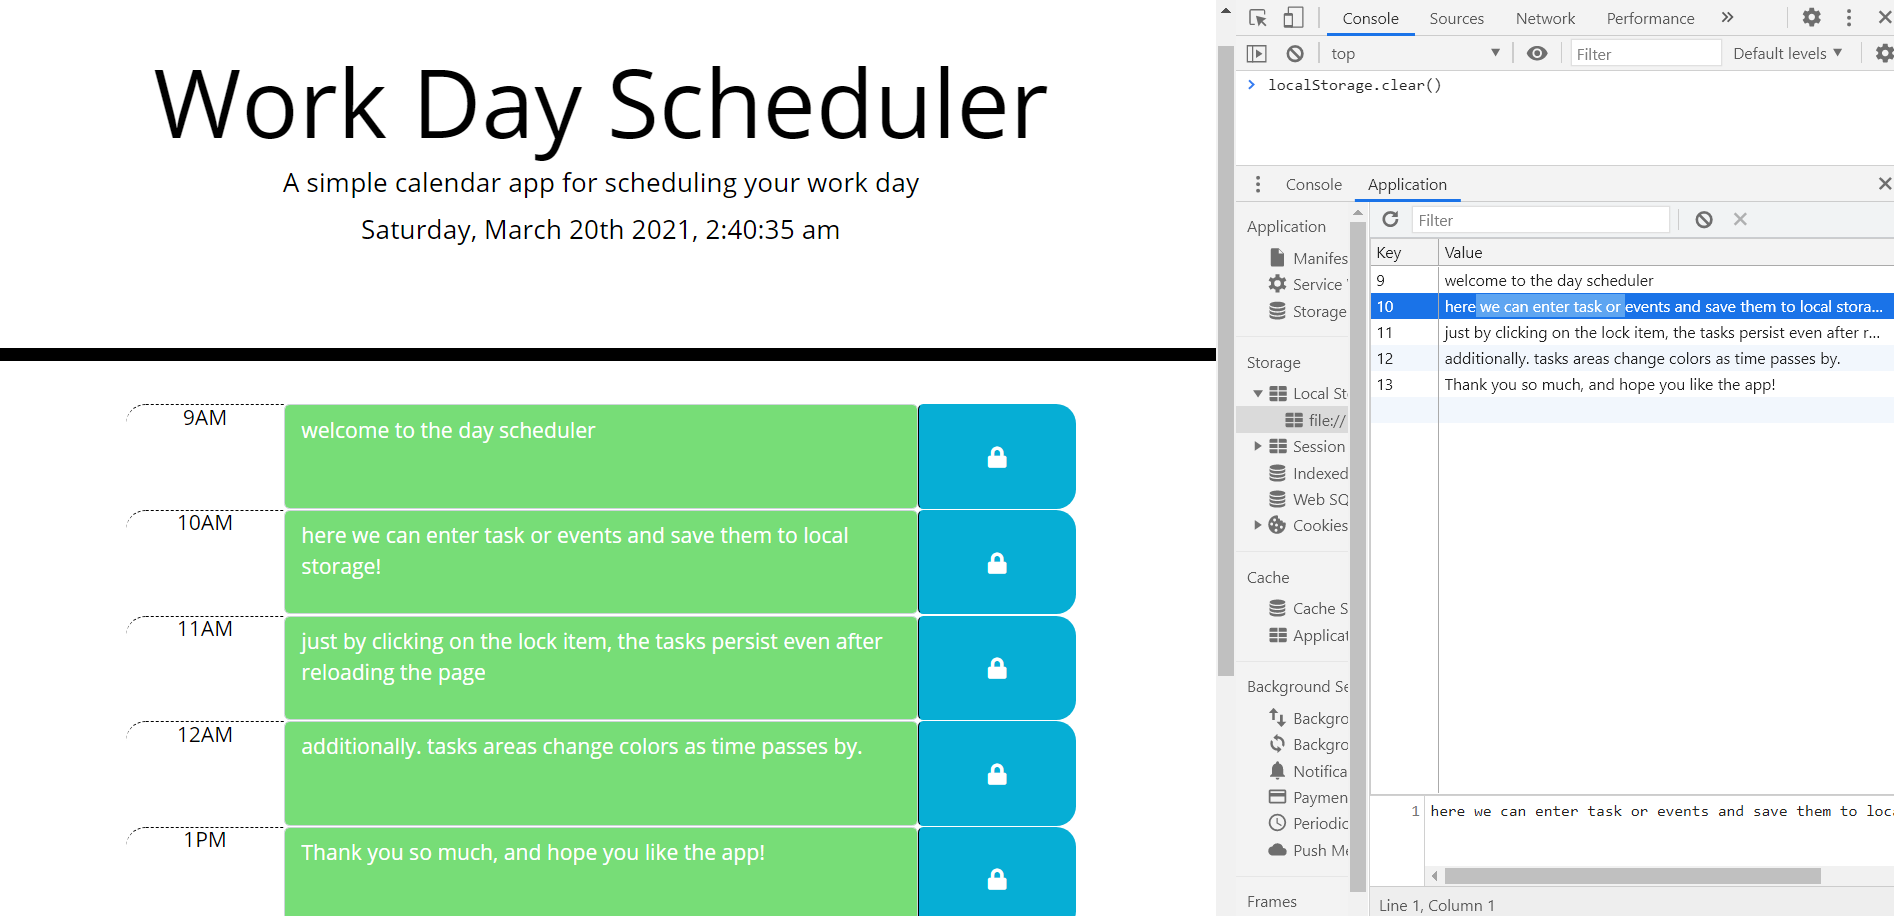 Work Day Scheduler
A simple calendar app for scheduling your work day
Saturday, March 20th 2021, 2:40:35 am
9AM
welcome to the day scheduler
10AM
here we can enter task or events and save them to local
storage!
11AM
just by clicking on the lock item, the tasks persist even after
reloading the page
12AM
additionally. tasks areas change colors as time passes by.
1PM
Thank you so much, and hope you like the app!
Console Sources Network Performance
top Filter Default levels
localStorage.clear()
Console Application
Filter
Application
Manifes
Service
Storage
Storage
Local St
file://
Session
Indexed
Web SQ
Cookies
Cache
Cache S
Applicat
Background Se
Backgro
Backgro
Notifica
Paymen
Periodic
Push Me
Frames
Key Value
9 welcome to the day scheduler
10 here we can enter task or events and save them to local stora...
11 just by clicking on the lock item, the tasks persist even after r...
12 additionally. tasks areas change colors as time passes by.
13 Thank you so much, and hope you like the app!
1 here we can enter task or events and save them to loca
Line 1, Column 1